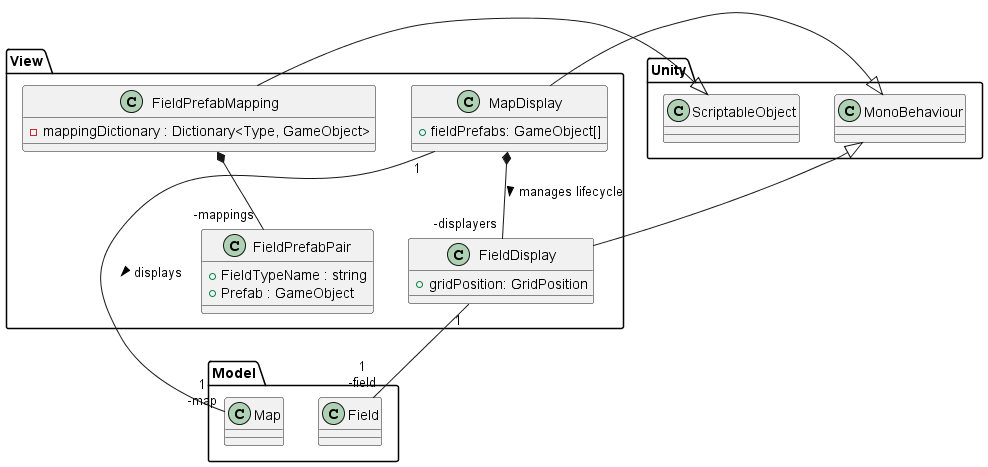 View
Unity
C FieldPrefabMapping
mappingDictionary : Dictionary<Type, GameObject>
C MapDisplay
fieldPrefabs: GameObject[]
C ScriptableObject
C MonoBehaviour
1
manages lifecycle
-mappings
-displayers
C FieldPrefabPair
FieldTypeName : string
Prefab : GameObject
C FieldDisplay
gridPosition: GridPosition
displays
1
1
-field
Model
1
-map
C Map
C Field